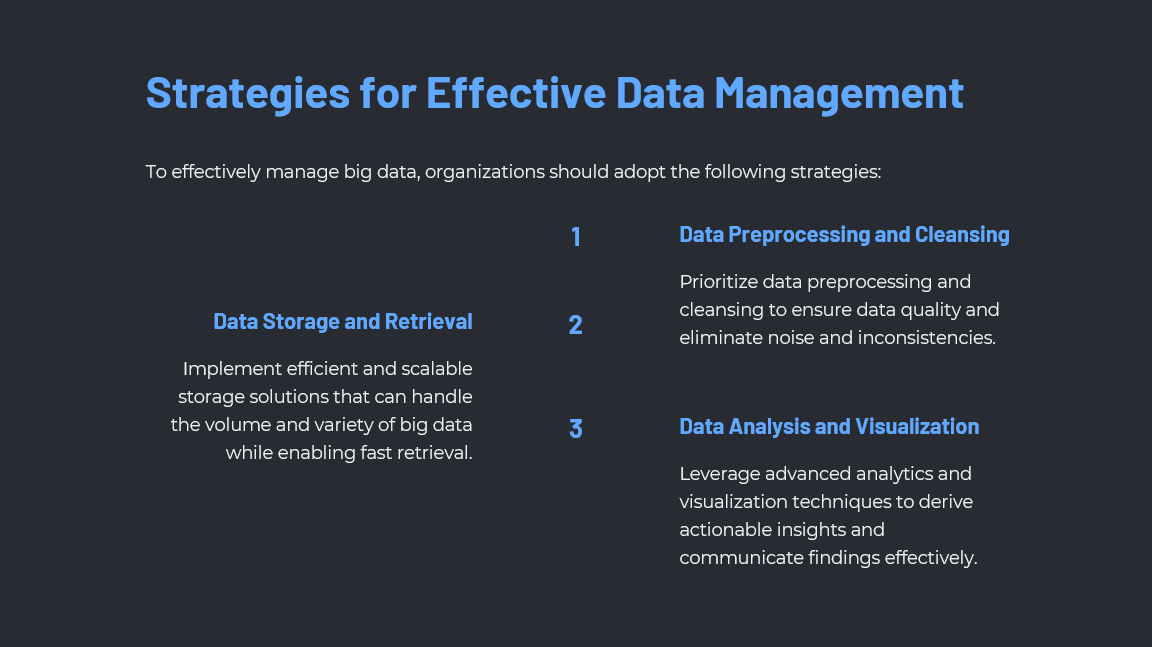 Strategies for Effective Data Management
To effectively manage big data, organizations should adopt the following strategies:
1
Data Preprocessing and Cleansing
Prioritize data preprocessing and
cleansing to ensure data quality and
eliminate noise and inconsistencies.
2
Data Storage and Retrieval
Implement efficient and scalable
storage solutions that can handle
the volume and variety of big data
while enabling fast retrieval.
3
Data Analysis and Visualization
Leverage advanced analytics and
visualization techniques to derive
actionable insights and
communicate findings effectively.